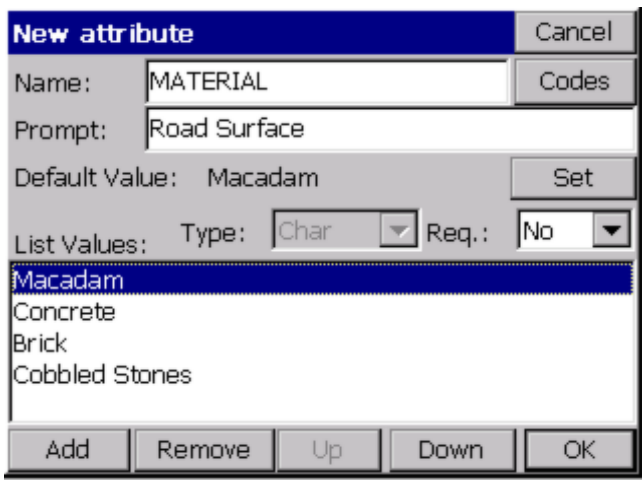 New attribute Cancel
Name: MATERIAL Codes
Prompt: Road Surface
Default Value: Macadam Set
List Values: Type: Char Req.: No
Macadam
Concrete
Brick
Cobbled Stones
Add Remove Up Down OK